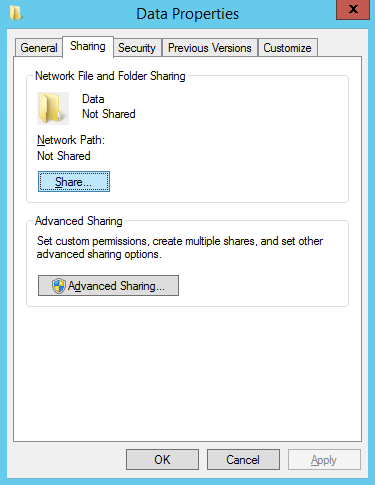 Data Properties
x
General Sharing Security Previous Versions Customize
Network File and Folder Sharing
Data
Not Shared
Network Path:
Not Shared
Share...
Advanced Sharing
Set custom permissions, create multiple shares, and set other
advanced sharing options.
Advanced Sharing...
OK Cancel Apply